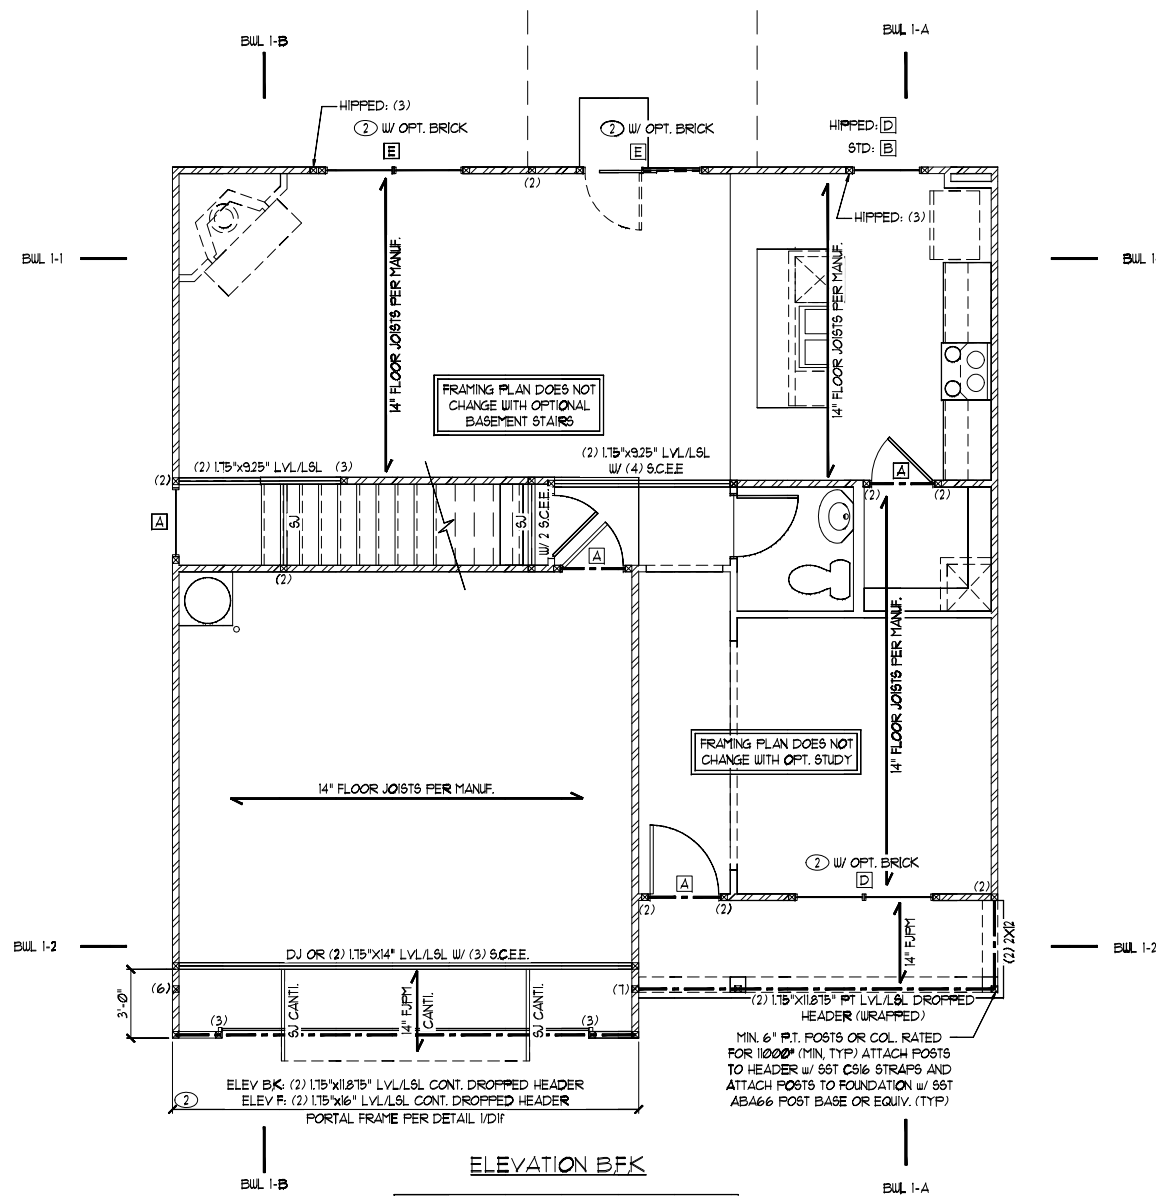 BWL 1-B
BWL 1-A
HIPPED: (3)
2 W/ OPT. BRICK
2 W/ OPT. BRICK
HIPPED: D
STD: B
E
E
(2)
HIPPED: (3)
BWL 1-1
BWL 1-
14" FLOOR JOISTS PER MANUF.
14" FLOOR JOISTS PER MANUF.
FRAMING PLAN DOES NOT
CHANGE WITH OPTIONAL
BASEMENT STAIRS
(2) 1.75"x9.25" LVL/LSL
W/ (4) S.C.E.E
(2)
(2) 1.75"x9.25" LVL/LSL
(3)
A
(2)
(2)
A
SJ
SJ
W/ 2 S.C.E.E.
A
(2)
14" FLOOR JOISTS PER MANUF.
FRAMING PLAN DOES NOT
CHANGE WITH OPT. STUDY
14" FLOOR JOISTS PER MANUF.
2 W/ OPT. BRICK
D
A
(2)
(2)
(2)
(2) 2X12
14" FJPM
BWL 1-2
BWL 1-2
DJ OR (2) 1.75"X14" LVL/LSL W/ (3) S.C.E.E.
3'-0"
(6)
(7)
(3)
(3)
SJ CANTI.
14" FJPM
CANTI.
SJ CANTI.
(2) 1.75"X11.875" PT LVL/LSL DROPPED
HEADER (WRAPPED)
MIN. 6" P.T. POSTS OR COL. RATED
FOR 11000# (MIN, TYP) ATTACH POSTS
TO HEADER w/ SST CS16 STRAPS AND
ATTACH POSTS TO FOUNDATION w/ SST
ABA66 POST BASE OR EQUIV. (TYP)
ELEV B,K: (2) 1.75"x11.875" LVL/LSL CONT. DROPPED HEADER
2
ELEV F: (2) 1.75"x16" LVL/LSL CONT. DROPPED HEADER
PORTAL FRAME PER DETAIL 1/D1f
BWL 1-B
ELEVATION B,F,K
BWL 1-A